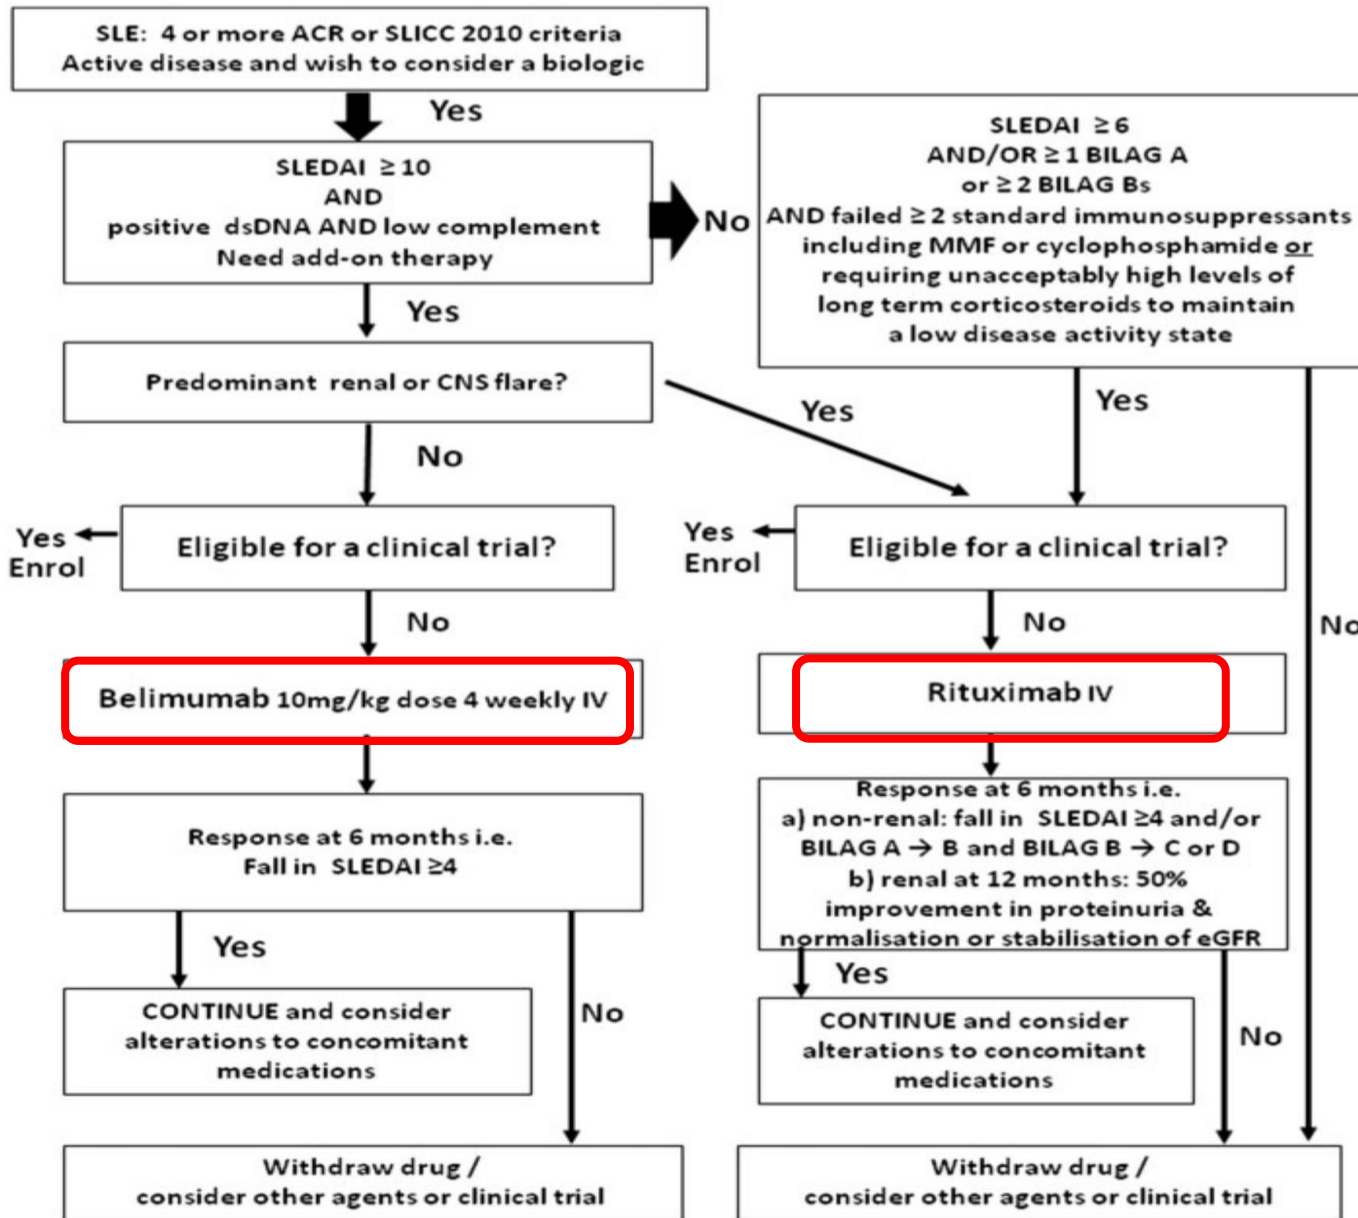 SLE: 4 or more ACR or SLICC 2010 criteria
Active disease and wish to consider a biologic
Yes
SLEDAI ≥ 10
AND
positive dsDNA AND low complement
Need add-on therapy
No
SLEDAI ≥ 6
AND/OR ≥ 1 BILAG A
or ≥ 2 BILAG Bs
AND failed ≥ 2 standard immunosuppressants
including MMF or cyclophosphamide or
requiring unacceptably high levels of
long term corticosteroids to maintain
a low disease activity state
Yes
Predominant renal or CNS flare?
Yes
Yes
No
Yes
Enrol
Eligible for a clinical trial?
Yes
Enrol
Eligible for a clinical trial?
No
No
No
Belimumab 10mg/kg dose 4 weekly IV
Rituximab IV
Response at 6 months i.e.
Fall in SLEDAI ≥4
Response at 6 months i.e.
a) non-renal: fall in SLEDAI ≥4 and/or
BILAG A → B and BILAG B → C or D
b) renal at 12 months: 50%
improvement in proteinuria &
normalisation or stabilisation of eGFR
Yes
No
Yes
No
CONTINUE and consider
alterations to concomitant
medications
CONTINUE and consider
alterations to concomitant
medications
Withdraw drug /
consider other agents or clinical trial
Withdraw drug /
consider other agents or clinical trial